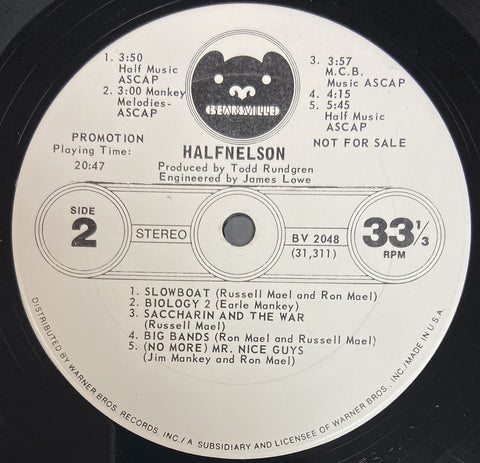 1. 3:50
Half Music
ASCAP
2. 3:00 Mankey
Melodies-
ASCAP
BEARSVILLE
3. 3:57
M.C.B.
Music ASCAP
4. 4:15
5. 5:45
Half Music
ASCAP
PROMOTION
Playing Time:
20:47
NOT FOR SALE
HALFNELSON
Produced by Todd Rundgren
Engineered by James Lowe
SIDE
2
STEREO
BV 2048
(31,311)
33 1/3
RPM
1. SLOWBOAT (Russell Mael and Ron Mael)
2. BIOLOGY 2 (Earle Mankey)
3. SACCHARIN AND THE WAR
(Russell Mael)
4. BIG BANDS (Ron Mael and Russell Mael)
5. (NO MORE) MR. NICE GUYS
(Jim Mankey and Ron Mael)
DISTRIBUTED BY WARNER BROS. RECORDS, INC./A SUBSIDIARY AND LICENSEE OF WARNER BROS., INC./MADE IN U.S.A.